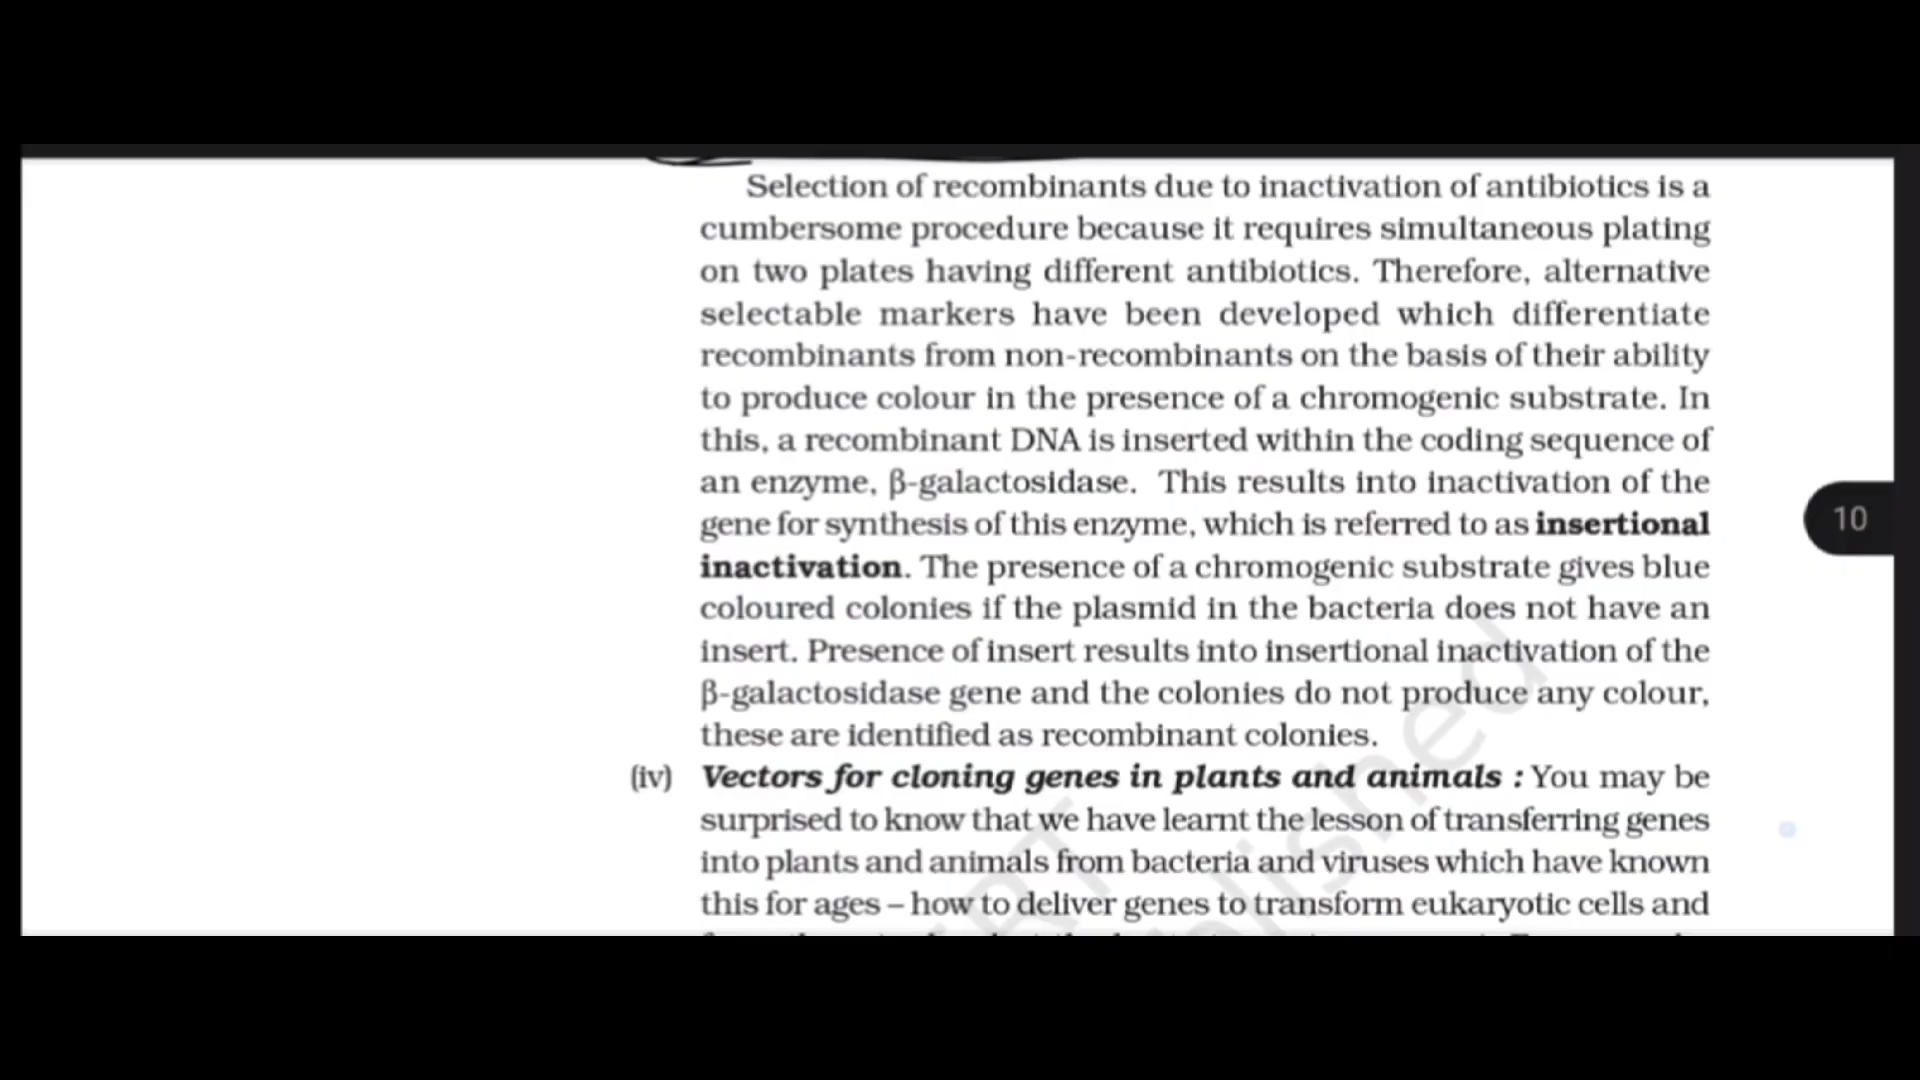 Selection of recombinants due to inactivation of antibiotics is a
cumbersome procedure because it requires simultaneous plating
on two plates having different antibiotics. Therefore, alternative
selectable markers have been developed which differentiate
recombinants from non-recombinants on the basis of their ability
to produce colour in the presence of a chromogenic substrate. In
this, a recombinant DNA is inserted within the coding sequence of
an enzyme, β-galactosidase. This results into inactivation of the
gene for synthesis of this enzyme, which is referred to as insertional
inactivation. The presence of a chromogenic substrate gives blue
coloured colonies if the plasmid in the bacteria does not have an
insert. Presence of insert results into insertional inactivation of the
β-galactosidase gene and the colonies do not produce any colour,
these are identified as recombinant colonies.
(iv) Vectors for cloning genes in plants and animals : You may be
surprised to know that we have learnt the lesson of transferring genes
into plants and animals from bacteria and viruses which have known
this for ages – how to deliver genes to transform eukaryotic cells and
10